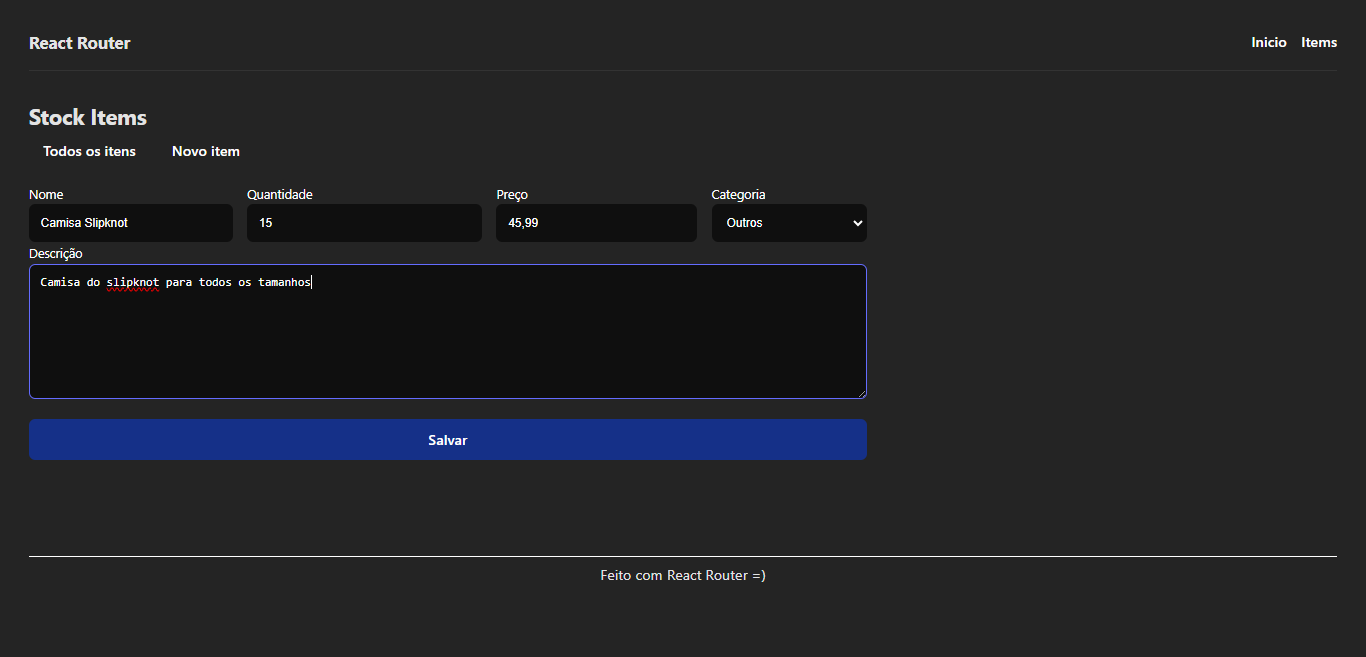 React Router
Inicio Items
Stock Items
Todos os itens Novo item
Nome Quantidade Preço Categoria
Camisa Slipknot 15 45,99 Outros
Descrição
Camisa do slipknot para todos os tamanhos
Salvar
Feito com React Router =)